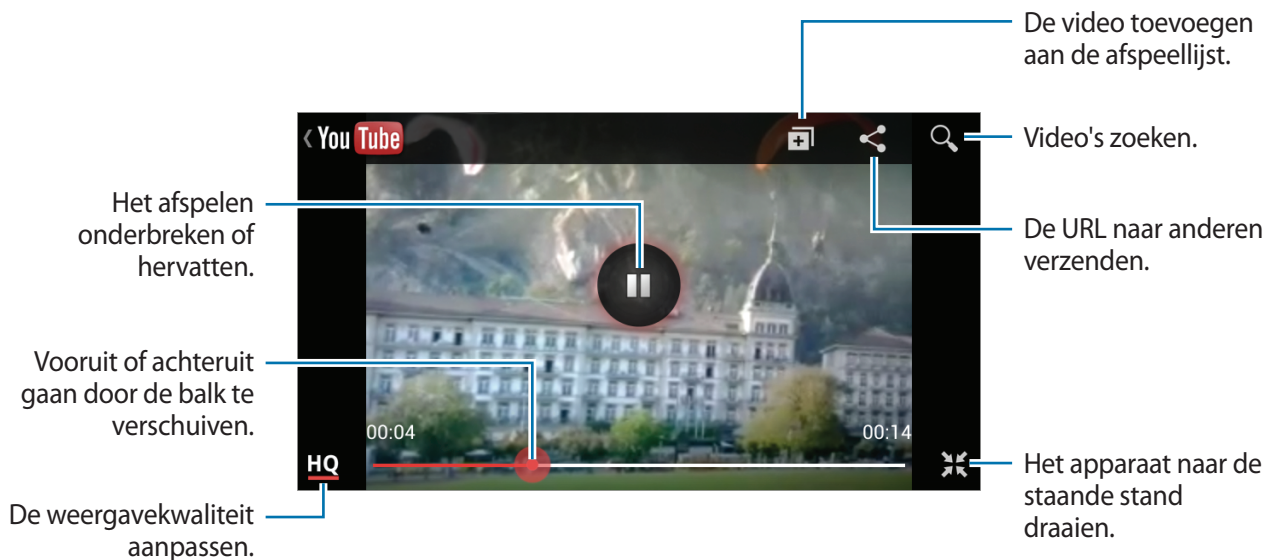 De video toevoegen
aan de afspeellijst.
You Tube
Video's zoeken.
Het afspelen
onderbreken of
hervatten.
De URL naar anderen
verzenden.
Vooruit of achteruit
gaan door de balk te
verschuiven.
00:04
00:14
HQ
Het apparaat naar de
staande stand
draaien.
De weergavekwaliteit
aanpassen.